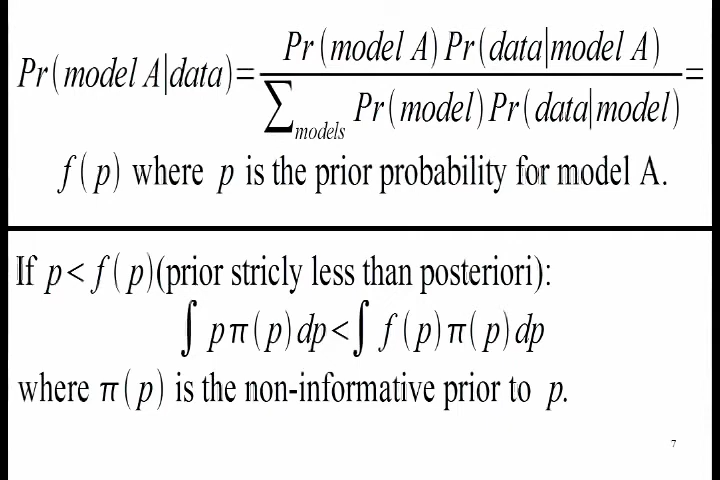 Pr(model A|data)=\frac{Pr(model A)Pr(data|model A)}{\sum_{models} Pr(model)Pr(data|model)}=
f(p) where p is the prior probability for model A.
If p<f(p)(prior stricly less than posteriori):
∫ pπ(p)dp<∫ f(p)π(p)dp
where π(p) is the non-informative prior to p.
7